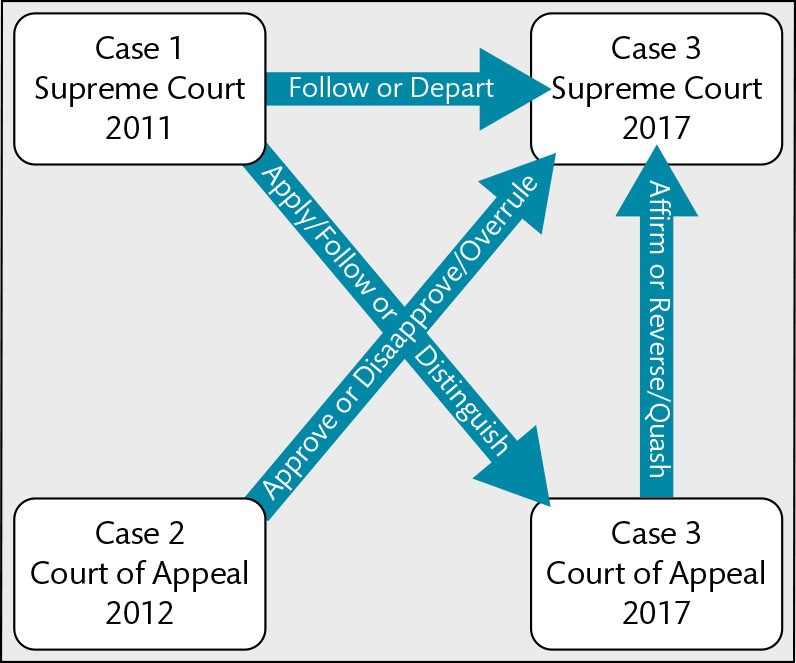 Case 1
Supreme Court
2011
Follow or Depart
Case 3
Supreme Court
2017
Apply/Follow or Distinguish
Approve or Disaapprove/Overrule
Affirm or Reverse/Quash
Case 2
Court of Appeal
2012
Case 3
Court of Appeal
2017